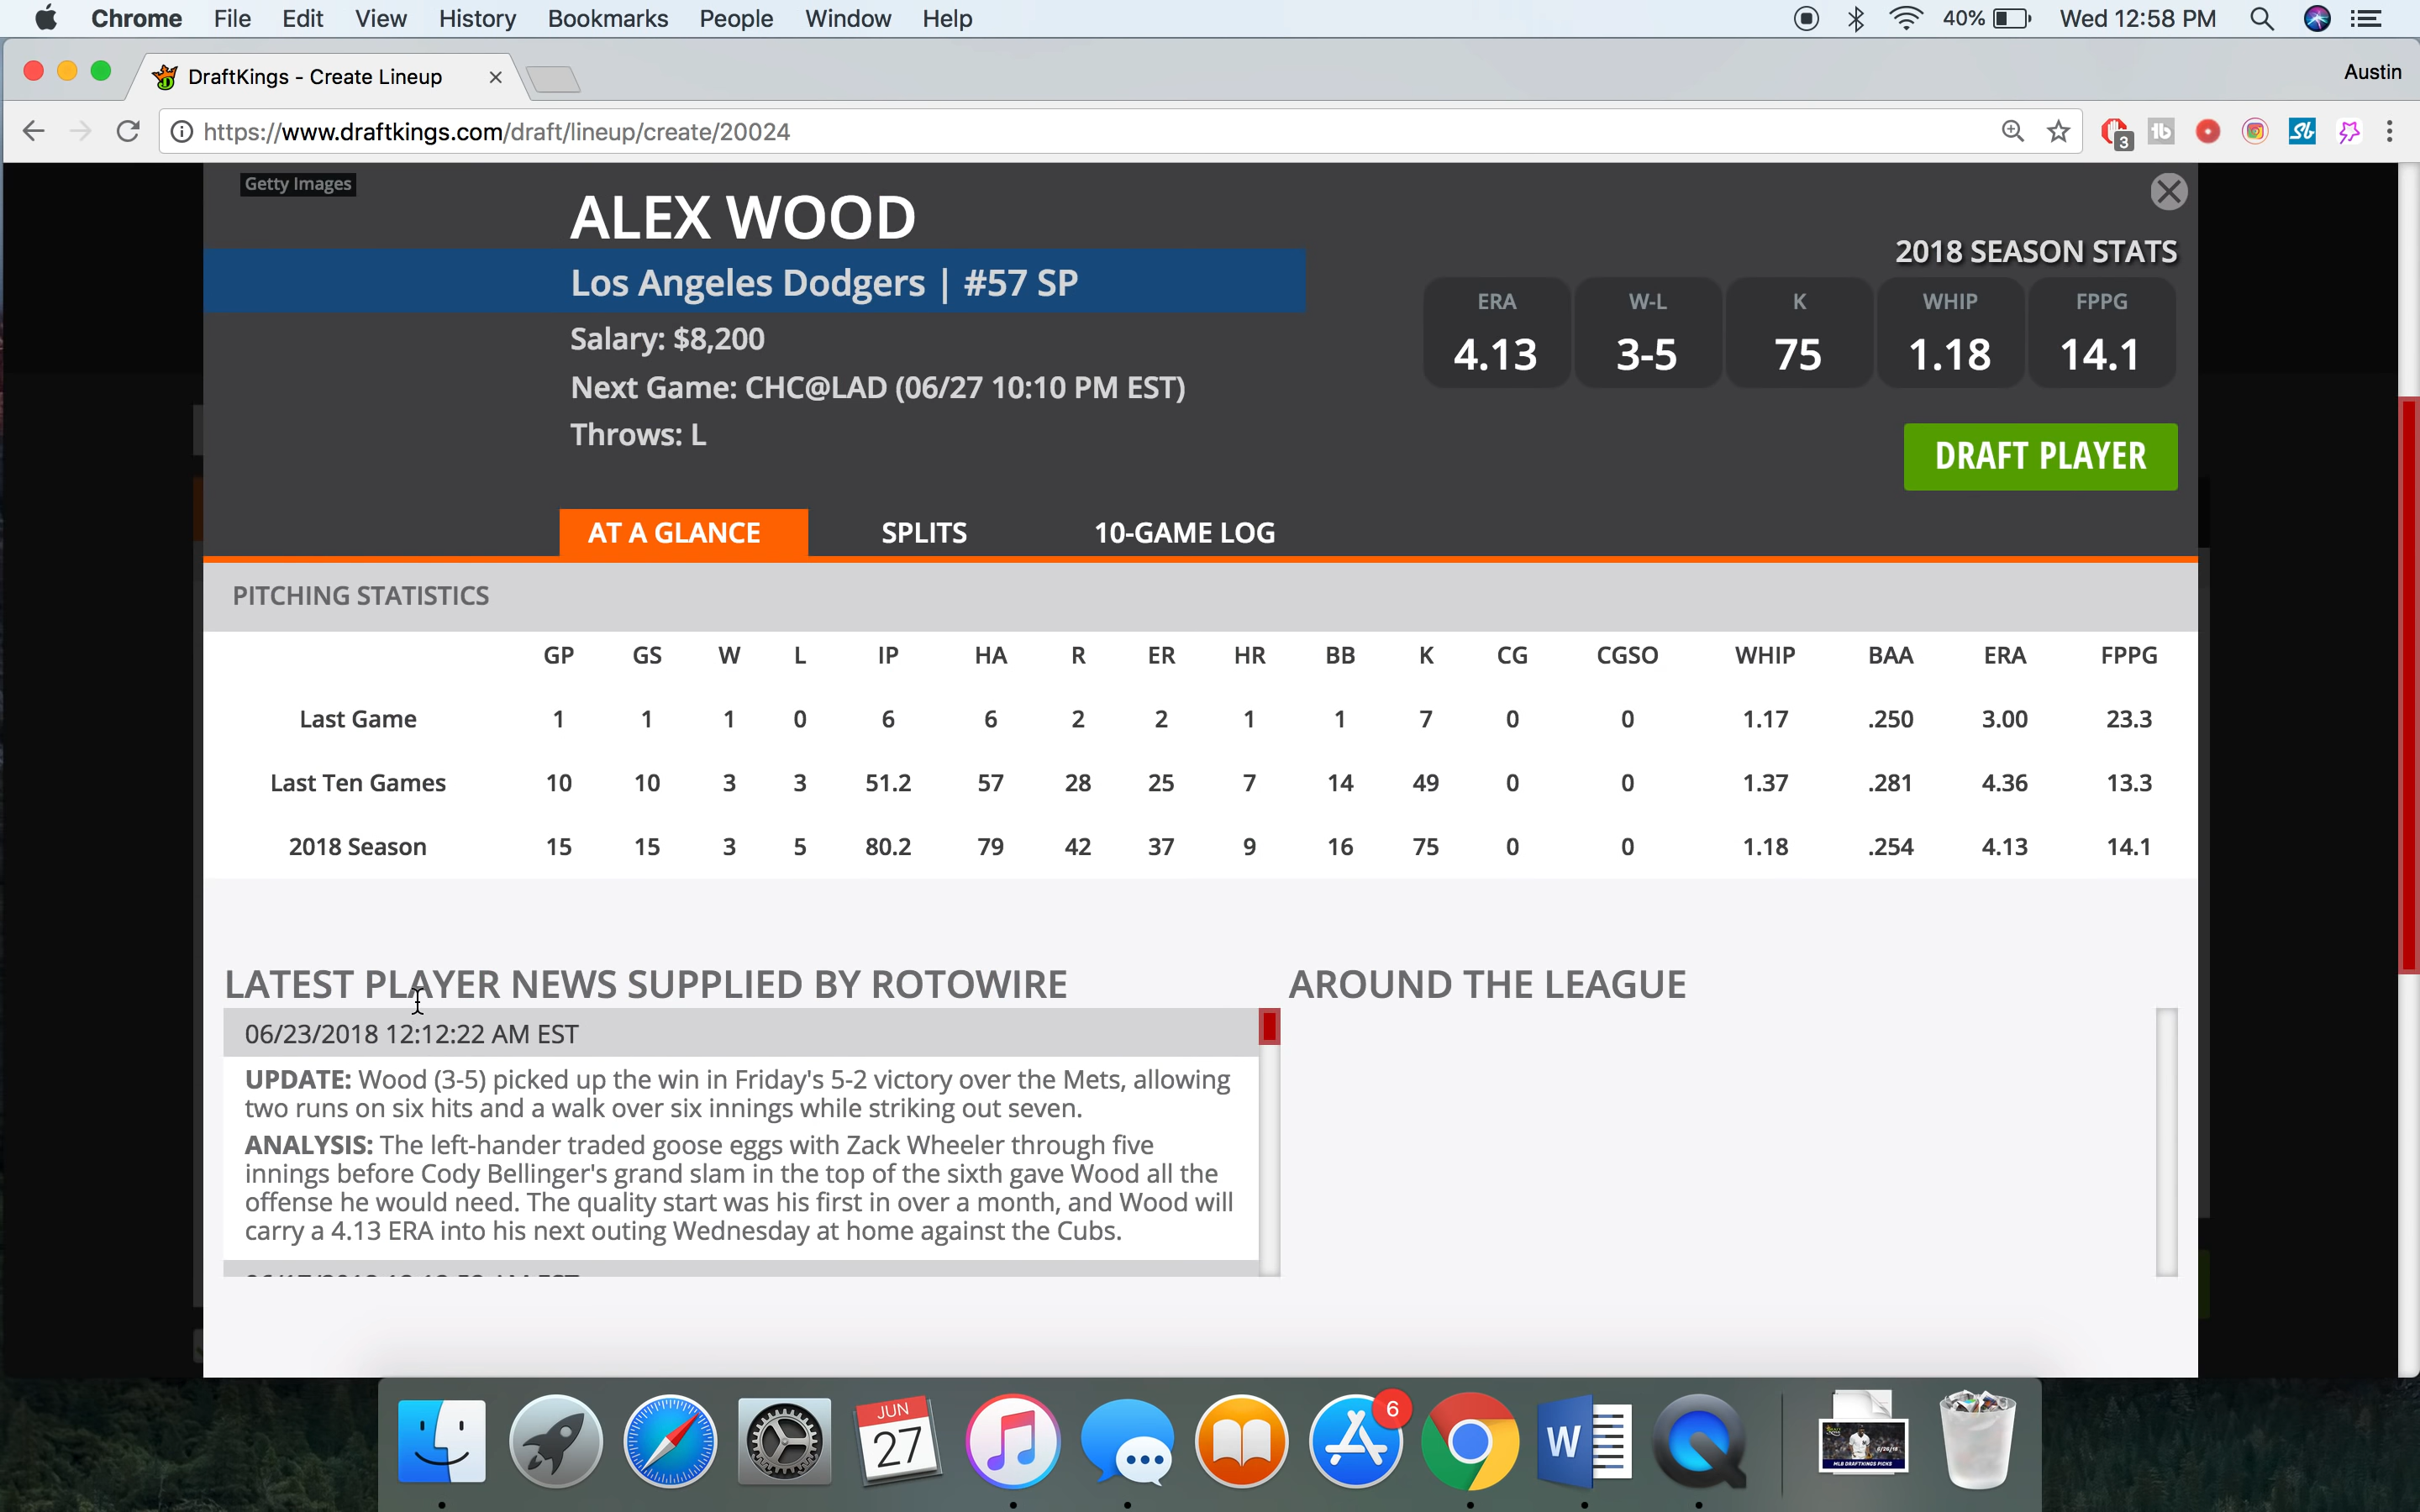 Chrome File Edit View History Bookmarks People Window Help 40% Wed 12:58 PM
DraftKings - Create Lineup Austin
https://www.draftkings.com/draft/lineup/create/20024 3 tb Sb
Getty Images
ALEX WOOD
Los Angeles Dodgers | #57 SP
Salary: $8,200
Next Game: CHC@LAD (06/27 10:10 PM EST)
Throws: L
2018 SEASON STATS
ERA W-L K WHIP FPPG
4.13 3-5 75 1.18 14.1
DRAFT PLAYER
AT A GLANCE SPLITS 10-GAME LOG
PITCHING STATISTICS
GP GS W L IP HA R ER HR BB K CG CGSO WHIP BAA ERA FPPG
Last Game 1 1 1 0 6 6 2 2 1 1 7 0 0 1.17 .250 3.00 23.3
Last Ten Games 10 10 3 3 51.2 57 28 25 7 14 49 0 0 1.37 .281 4.36 13.3
2018 Season 15 15 3 5 80.2 79 42 37 9 16 75 0 0 1.18 .254 4.13 14.1
LATEST PLAYER NEWS SUPPLIED BY ROTOWIRE
06/23/2018 12:12:22 AM EST
UPDATE: Wood (3-5) picked up the win in Friday's 5-2 victory over the Mets, allowing
two runs on six hits and a walk over six innings while striking out seven.
ANALYSIS: The left-hander traded goose eggs with Zack Wheeler through five
innings before Cody Bellinger's grand slam in the top of the sixth gave Wood all the
offense he would need. The quality start was his first in over a month, and Wood will
carry a 4.13 ERA into his next outing Wednesday at home against the Cubs.
AROUND THE LEAGUE
JUN
27
6
W
MLB DRAFTKINGS PICKS